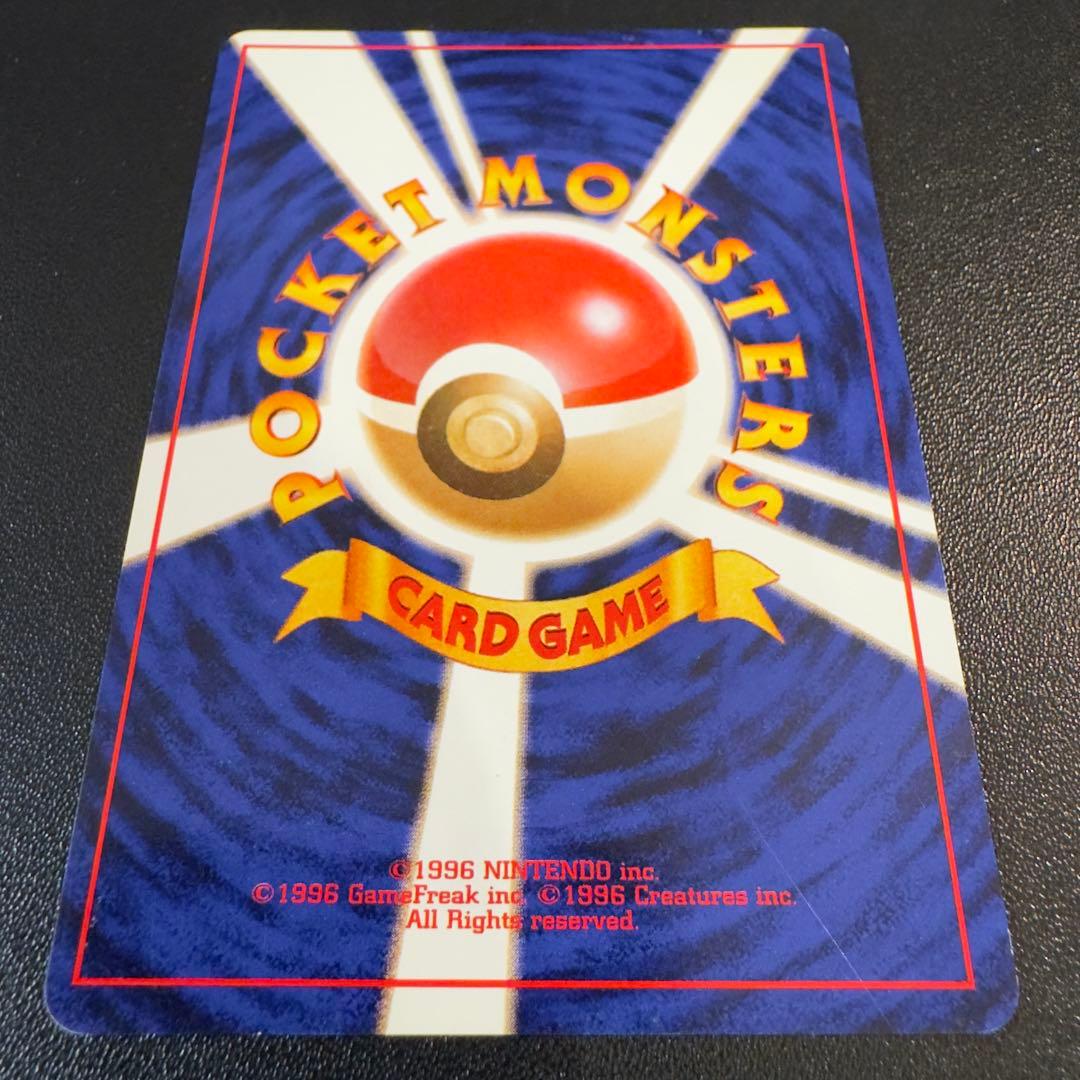 POCKET MONSTERS
CARD GAME
©1996 NINTENDO inc.
©1996 GameFreak inc. ©1996 Creatures inc.
All Rights reserved.